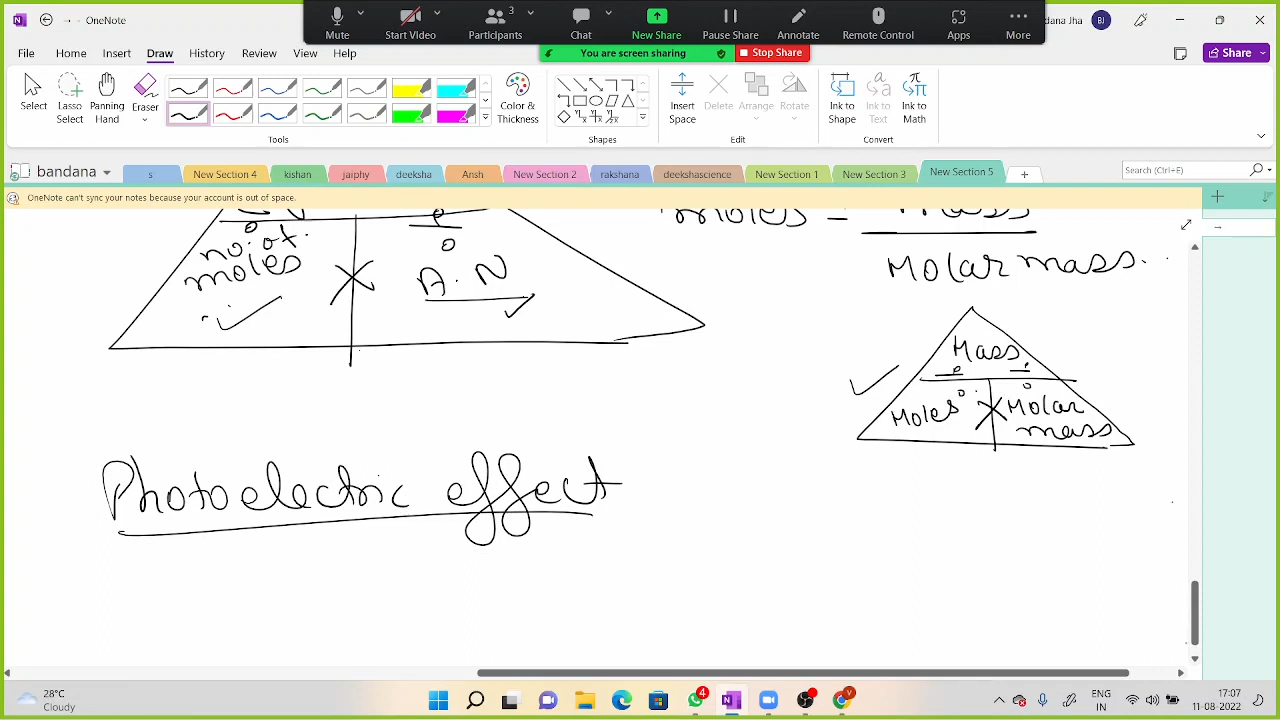 OneNote
Mute
Start Video
Participants
3
Chat
New Share
Pause Share
Annotate
Remote Control
Apps
More
dana Jha
BJ
You are screen sharing
Stop Share
File
Home
Insert
Draw
History
Review
View
Help
Share
Select
Lasso Select
Panning Hand
Eraser
Color & Thickness
Insert Space
Delete
Arrange
Rotate
Ink to Shape
Ink to Text
Ink to Math
Tools
Shapes
Edit
Convert
bandana
s
New Section 4
kishan
jaiphy
deeksha
Ansh
New Section 2
rakshana
deekshascience
New Section 1
New Section 3
New Section 5
Search (Ctrl+E)
OneNote can't sync your notes because your account is out of space.
moles = mass
Molar mass.
no. of
moles × A.N
Mass
Moles × Molar
mass
Photoelectric effect
28°C
Cloudy
4
V
ENG
IN
17:07
11-08-2022